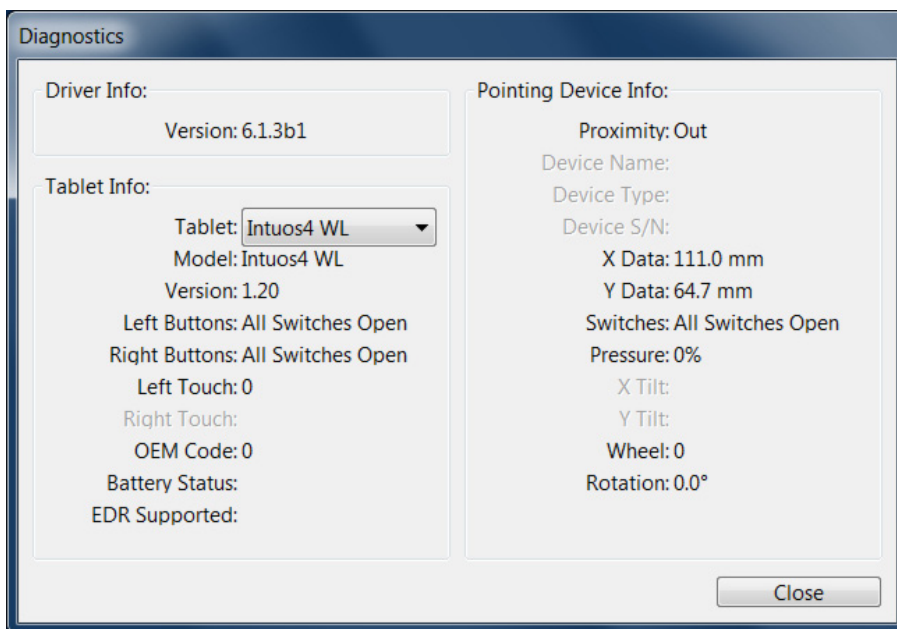 Diagnostics
Driver Info:
Version: 6.1.3b1
Tablet Info:
Tablet: Intuos4 WL
Model: Intuos4 WL
Version: 1.20
Left Buttons: All Switches Open
Right Buttons: All Switches Open
Left Touch: 0
Right Touch:
OEM Code: 0
Battery Status:
EDR Supported:
Pointing Device Info:
Proximity: Out
Device Name:
Device Type:
Device S/N:
X Data: 111.0 mm
Y Data: 64.7 mm
Switches: All Switches Open
Pressure: 0%
X Tilt:
Y Tilt:
Wheel: 0
Rotation: 0.0°
Close